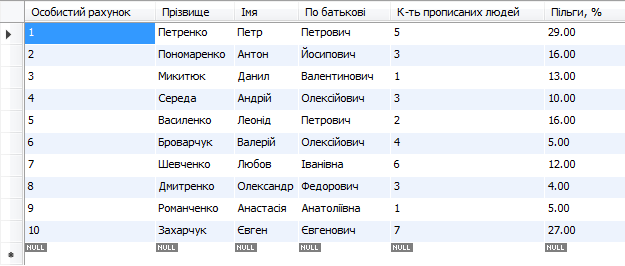 Особистий рахунок Прізвище Імя По батькові К-ть прописаних людей Пільги, %
1 Петренко Петр Петрович 5 29.00
2 Пономаренко Антон Йосипович 3 16.00
3 Микитюк Данил Валентинович 1 13.00
4 Середа Андрій Олексійович 3 10.00
5 Василенко Леонід Петрович 2 16.00
6 Броварчук Валерій Олексійович 4 5.00
7 Шевченко Любов Іванівна 6 12.00
8 Дмитренко Олександр Федорович 3 4.00
9 Романченко Анастасія Анатоліївна 1 5.00
10 Захарчук Євген Євгенович 7 27.00
NULL NULL NULL NULL NULL NULL